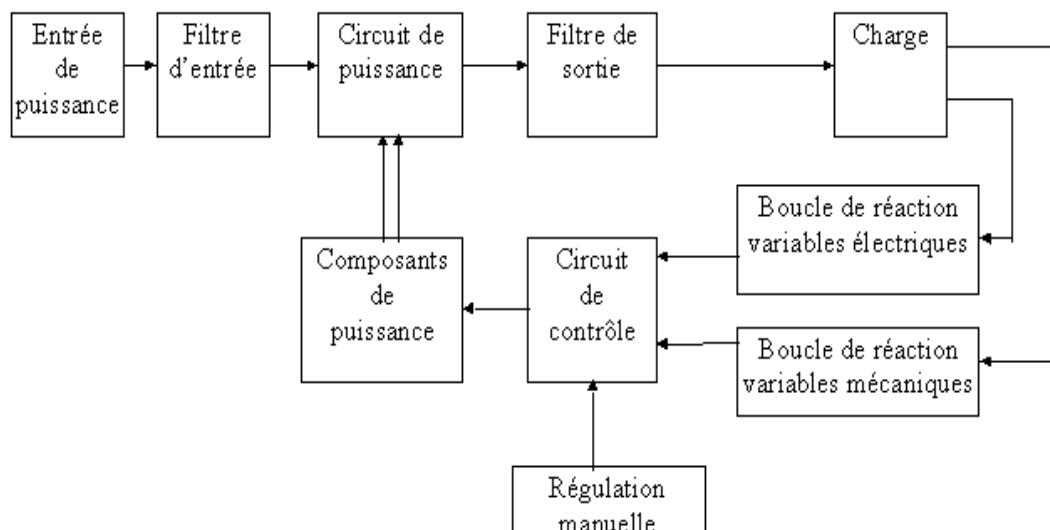 Entrée
de
puissance
Filtre
d'entrée
Circuit de
puissance
Filtre de
sortie
Charge
Boucle de réaction
variables électriques
Composants
de
puissance
Circuit
de
contrôle
Boucle de réaction
variables mécaniques
Régulation
manuelle